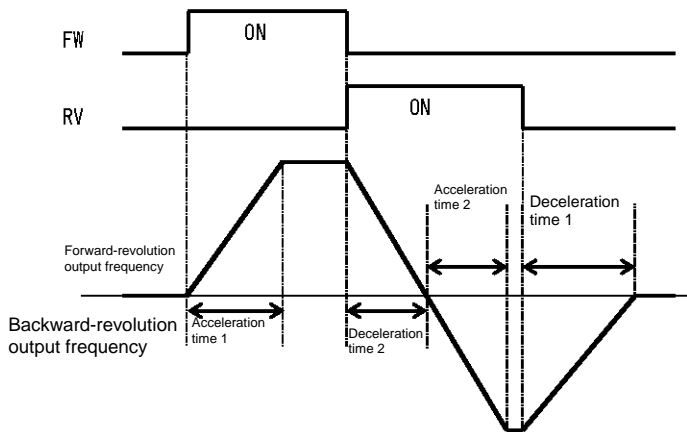 FW
ON
RV
ON
Acceleration
time 2
Deceleration
time 1
Forward-revolution
output frequency
Backward-revolution
output frequency
Acceleration
time 1
Deceleration
time 2